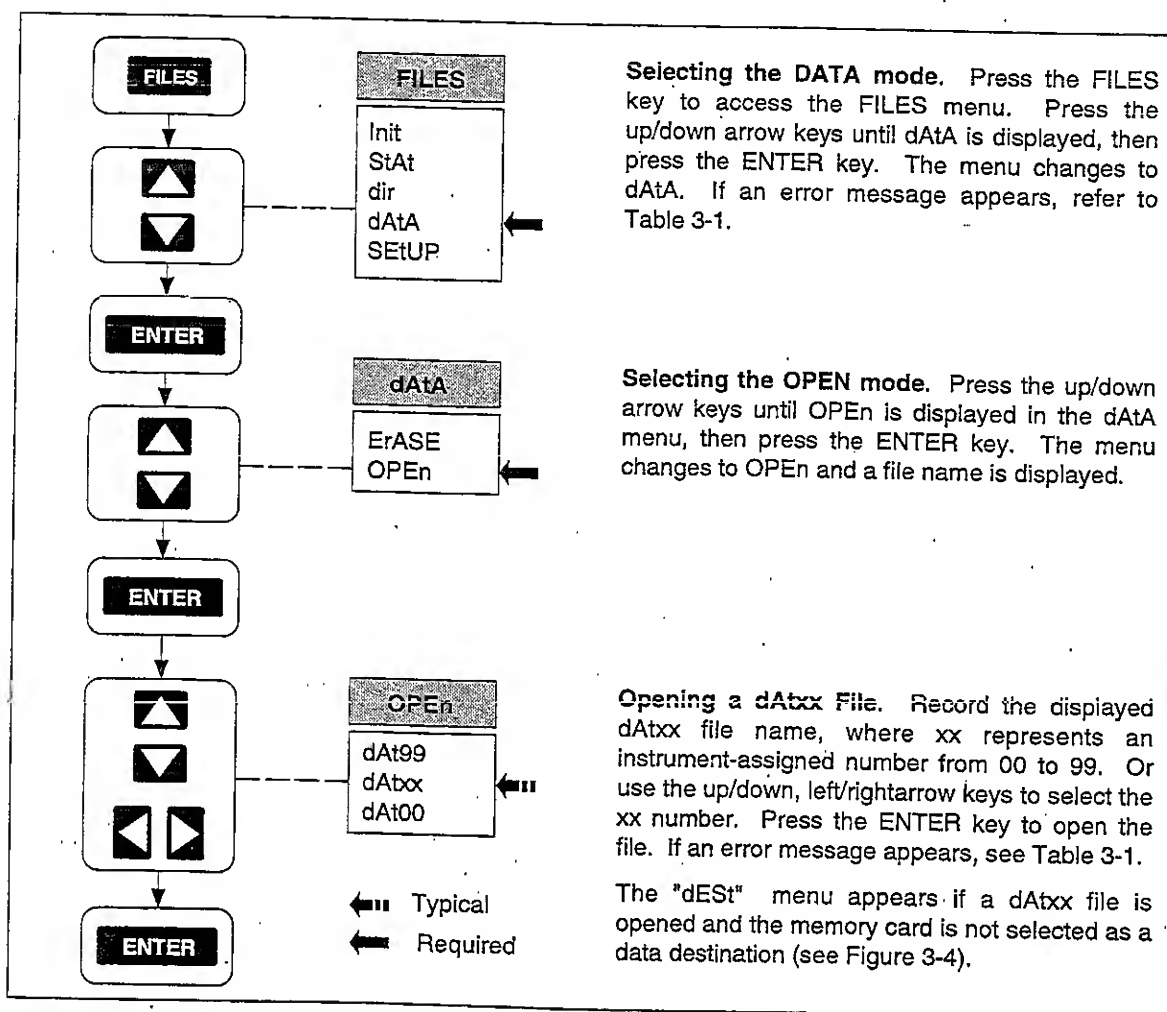 FILES
FILES
Init
StAt
dir
dAtA
SEtUP
Selecting the DATA mode. Press the FILES
key to access the FILES menu. Press the
up/down arrow keys until dAtA is displayed, then
press the ENTER key. The menu changes to
dAtA. If an error message appears, refer to
Table 3-1.
ENTER
dAtA
ErASE
OPEn
Selecting the OPEN mode. Press the up/down
arrow keys until OPEn is displayed in the dAtA
menu, then press the ENTER key. The menu
changes to OPEn and a file name is displayed.
ENTER
OPEn
dAt99
dAtxx
dAt00
Opening a dAtxx File. Record the displayed
dAtxx file name, where xx represents an
instrument-assigned number from 00 to 99. Or
use the up/down, left/rightarrow keys to select the
xx number. Press the ENTER key to open the
file. If an error message appears, see Table 3-1.
The "dESt" menu appears if a dAtxx file is
opened and the memory card is not selected as a
data destination (see Figure 3-4).
Typical
Required
ENTER